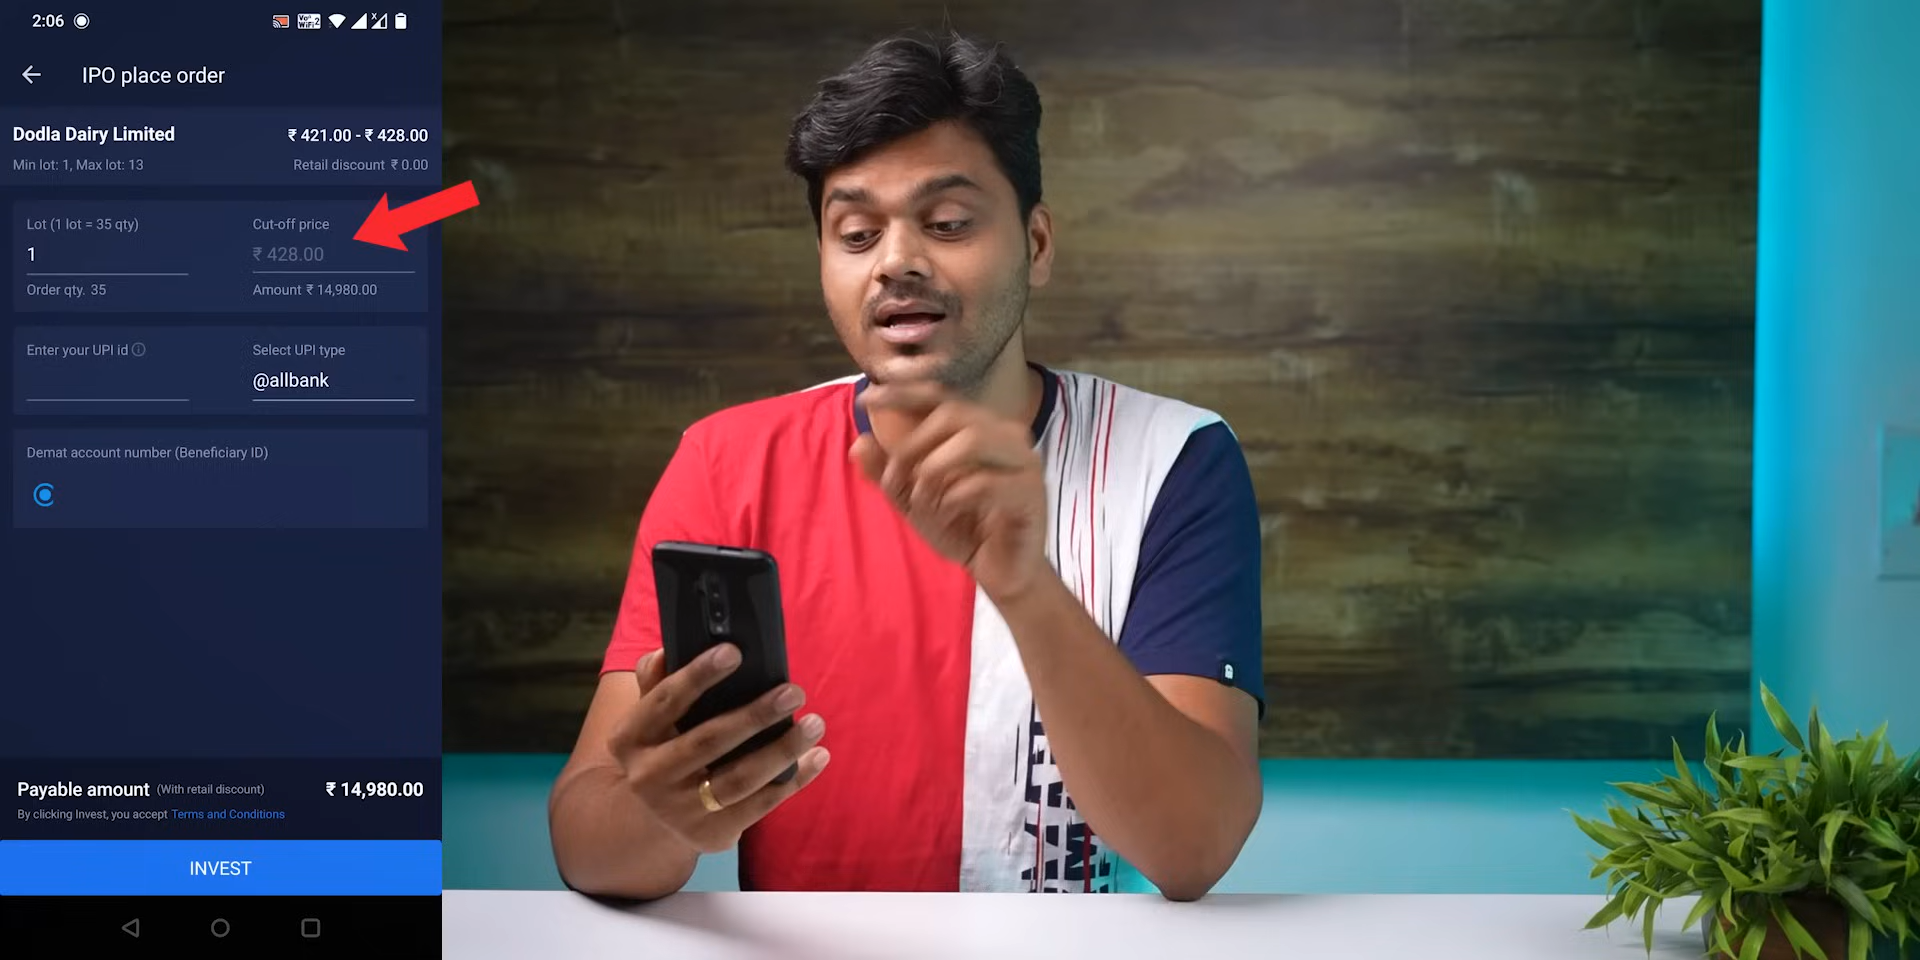 2:06
IPO place order
Dodla Dairy Limited
₹ 421.00 - ₹ 428.00
Min lot: 1, Max lot: 13
Retail discount ₹ 0.00
Lot (1 lot = 35 qty)
Cut-off price
1
₹ 428.00
Order qty. 35
Amount ₹ 14,980.00
Enter your UPI id
Select UPI type
@allbank
Demat account number (Beneficiary ID)
Payable amount (With retail discount)
₹ 14,980.00
By clicking Invest, you accept Terms and Conditions
INVEST